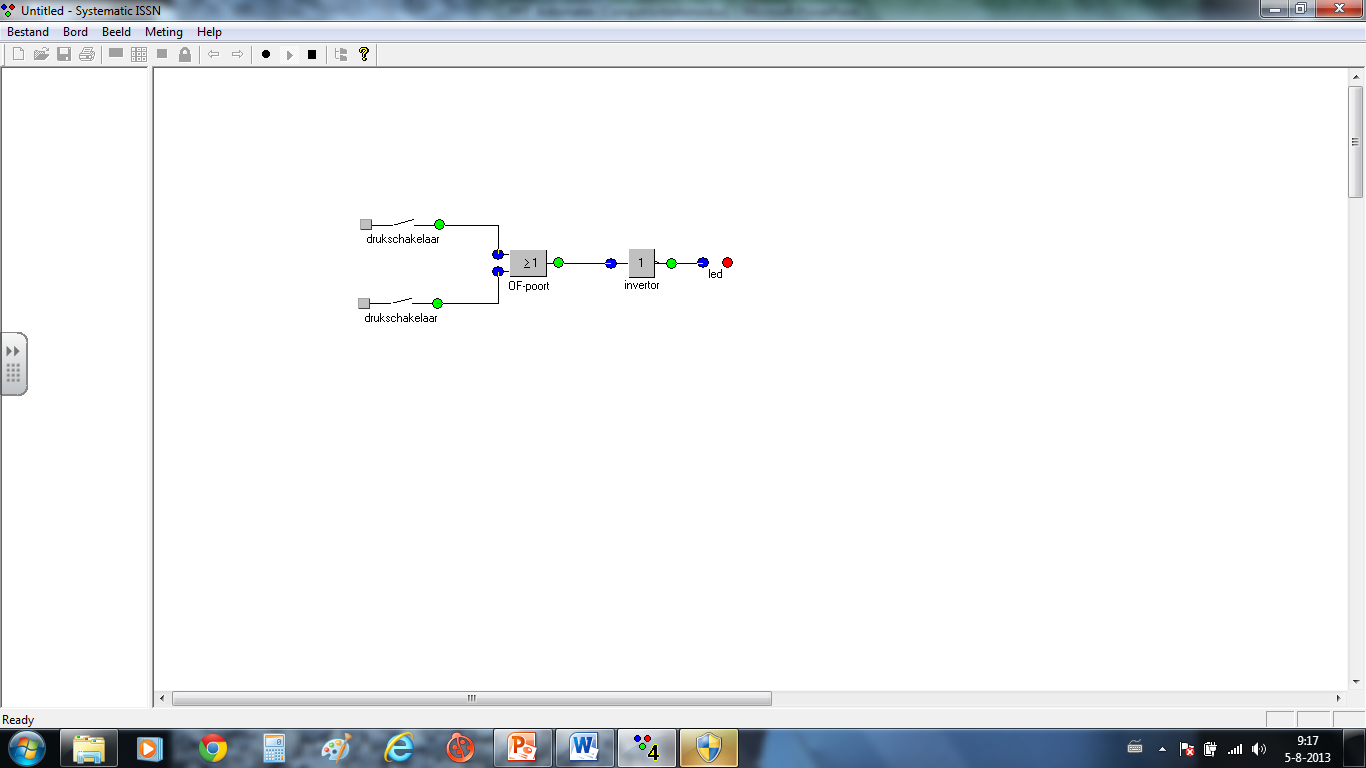 Untitled - Systematic ISSN
Bestand Bord Beeld Meting Help
drukschakelaar
≥1
1
led
OF-poort
invertor
drukschakelaar
Ready
4
9:17
5-8-2013